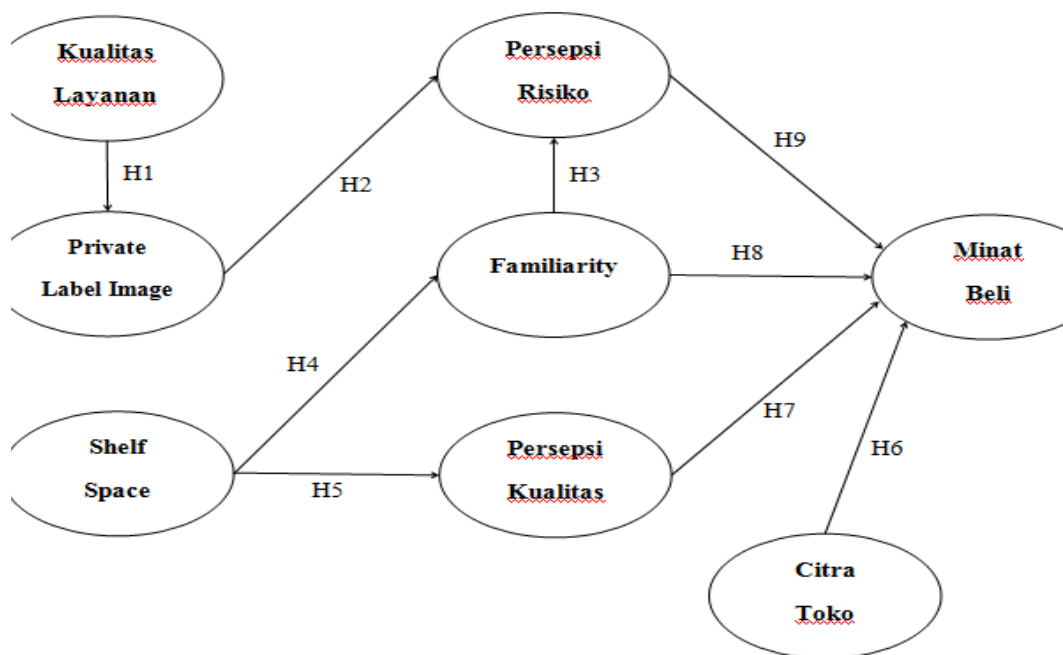 Kualitas
Layanan
Persepsi
Risiko
H1
H2
H3
H9
Private
Label Image
Familiarity
H8
Minat
Beli
H4
Shelf
Space
H5
Persepsi
Kualitas
H7
H6
Citra
Toko